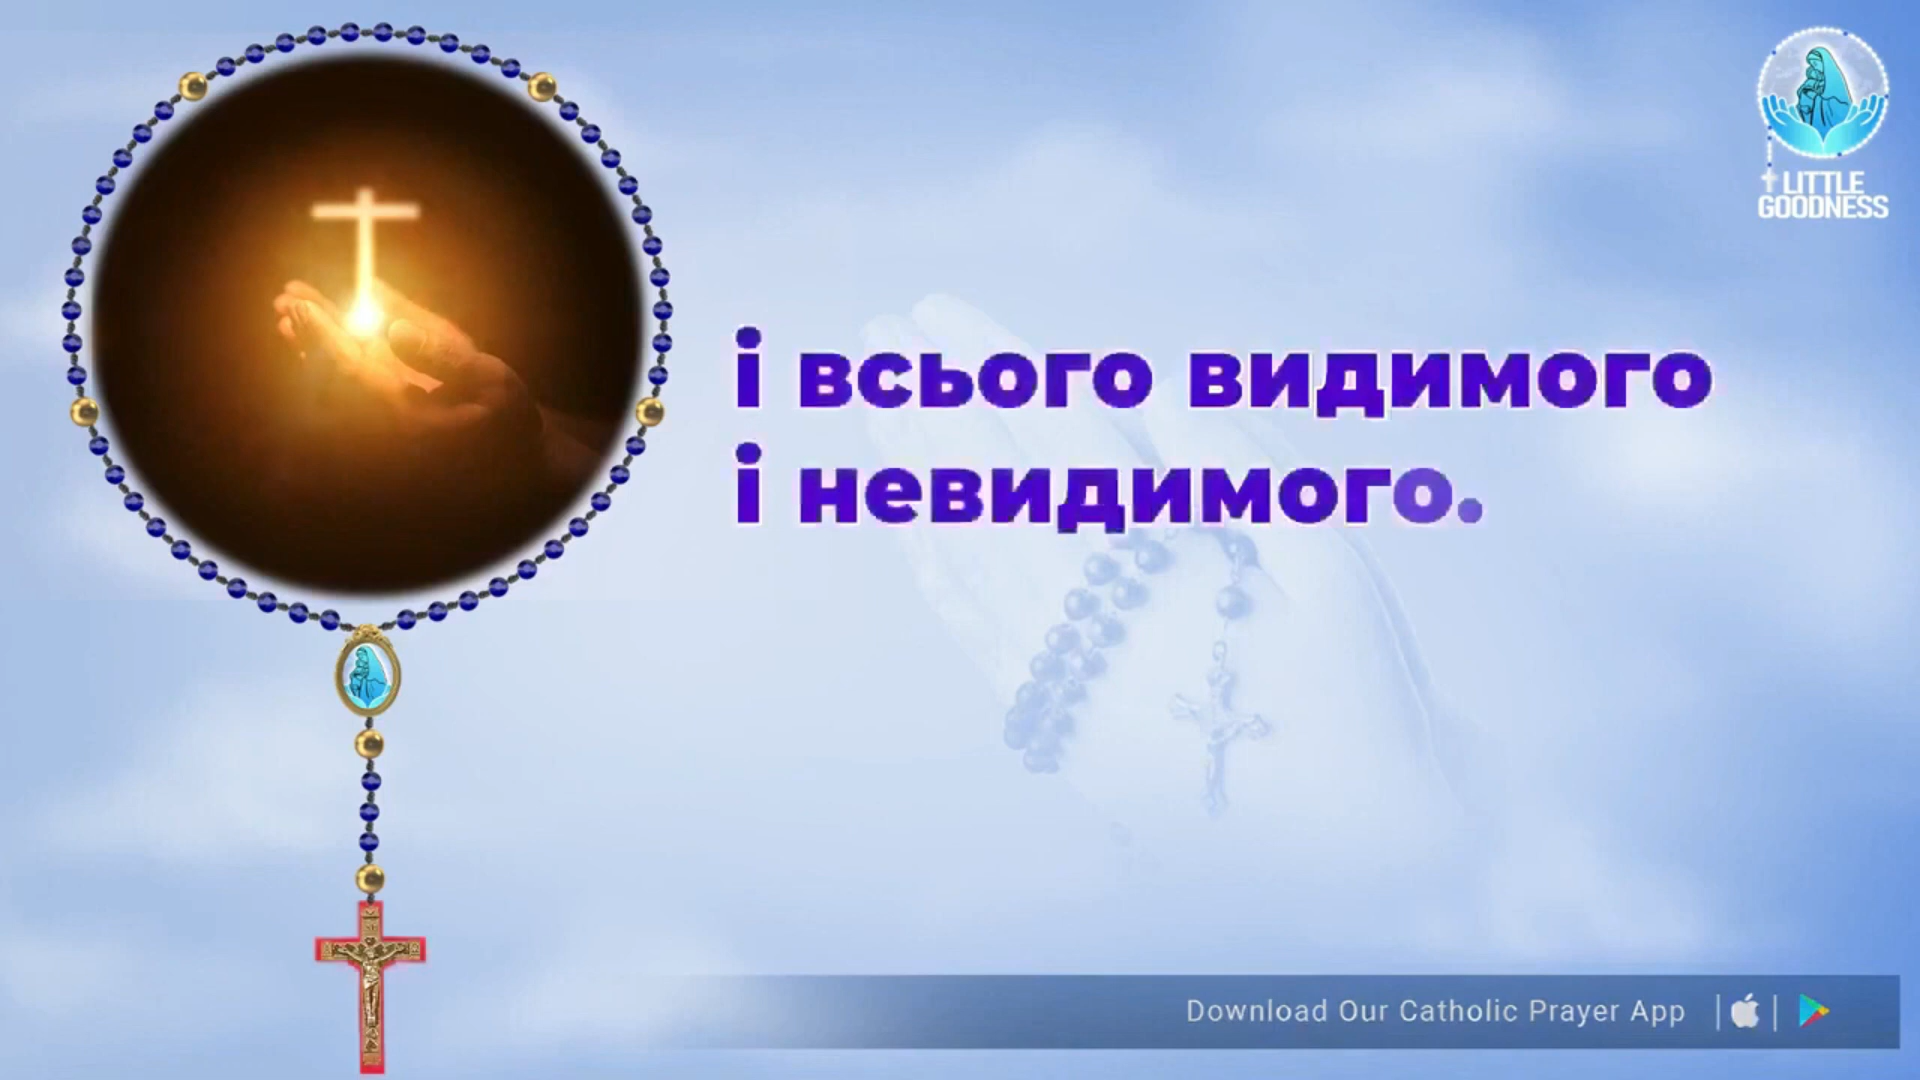 LITTLE
GOODNESS
і всього видимого
і невидимого.
Download Our Catholic Prayer App